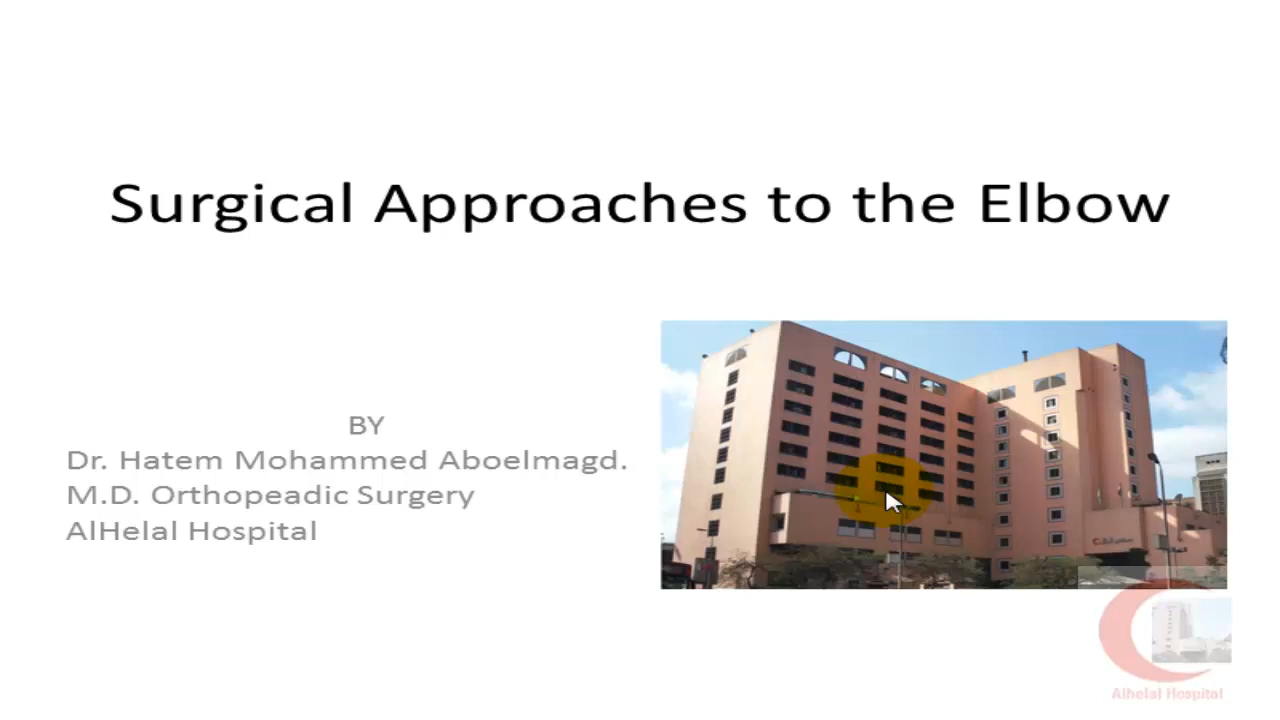 Surgical Approaches to the Elbow
BY
Dr. Hatem Mohammed Aboelmagd.
M.D. Orthopeadic Surgery
AlHelal Hospital
Alhelal Hospital